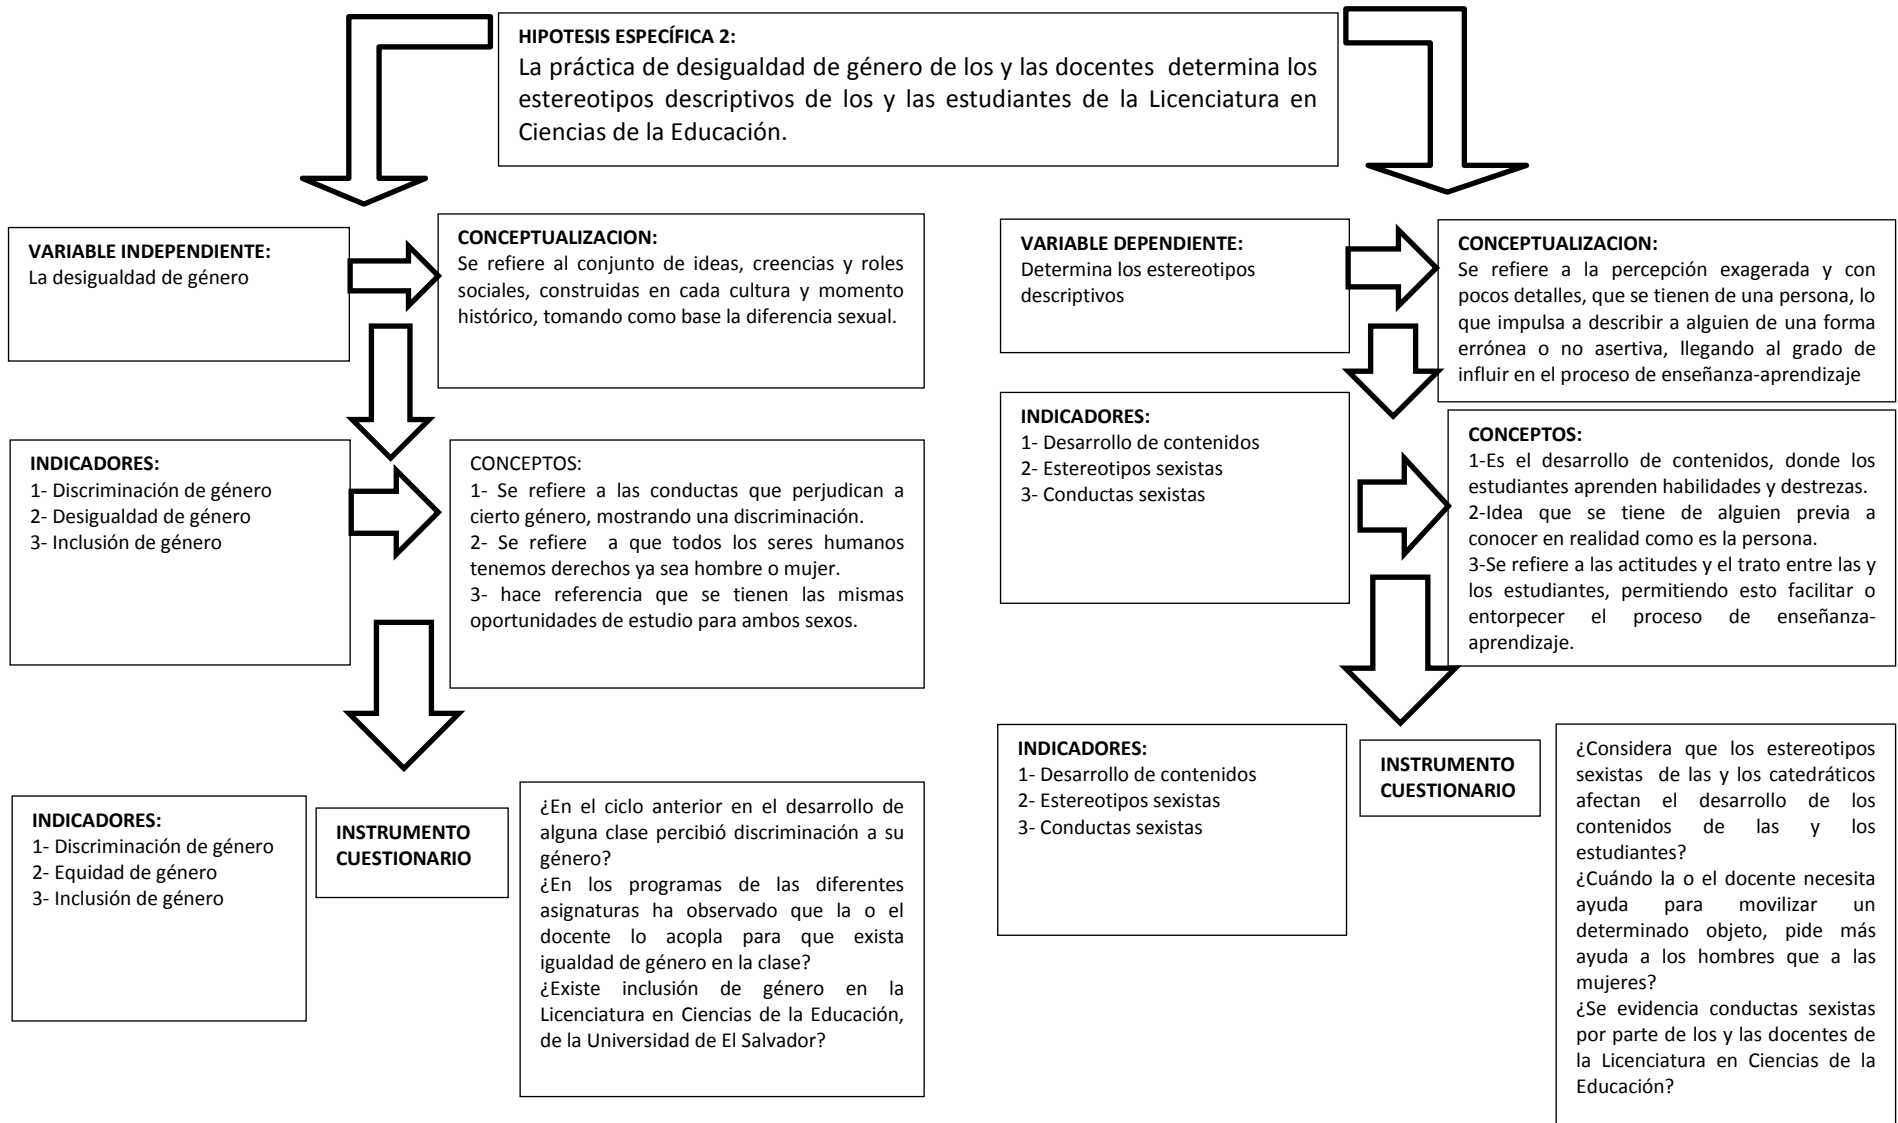 HIPOTESIS ESPECÍFICA 2:
La práctica de desigualdad de género de los y las docentes determina los
estereotipos descriptivos de los y las estudiantes de la Licenciatura en
Ciencias de la Educación.
VARIABLE INDEPENDIENTE:
La desigualdad de género
CONCEPTUALIZACION:
Se refiere al conjunto de ideas, creencias y roles
sociales, construidas en cada cultura y momento
histórico, tomando como base la diferencia sexual.
INDICADORES:
1- Discriminación de género
2- Desigualdad de género
3- Inclusión de género
CONCEPTOS:
1- Se refiere a las conductas que perjudican a
cierto género, mostrando una discriminación.
2- Se refiere a que todos los seres humanos
tenemos derechos ya sea hombre o mujer.
3- hace referencia que se tienen las mismas
oportunidades de estudio para ambos sexos.
INDICADORES:
1- Discriminación de género
2- Equidad de género
3- Inclusión de género
INSTRUMENTO
CUESTIONARIO
¿En el ciclo anterior en el desarrollo de
alguna clase percibió discriminación a su
género?
¿En los programas de las diferentes
asignaturas ha observado que la o el
docente lo acopla para que exista
igualdad de género en la clase?
¿Existe inclusión de género en la
Licenciatura en Ciencias de la Educación,
de la Universidad de El Salvador?
VARIABLE DEPENDIENTE:
Determina los estereotipos
descriptivos
CONCEPTUALIZACION:
Se refiere a la percepción exagerada y con
pocos detalles, que se tienen de una persona, lo
que impulsa a describir a alguien de una forma
errónea o no asertiva, llegando al grado de
influir en el proceso de enseñanza-aprendizaje
INDICADORES:
1- Desarrollo de contenidos
2- Estereotipos sexistas
3- Conductas sexistas
CONCEPTOS:
1-Es el desarrollo de contenidos, donde los
estudiantes aprenden habilidades y destrezas.
2-Idea que se tiene de alguien previa a
conocer en realidad como es la persona.
3-Se refiere a las actitudes y el trato entre las y
los estudiantes, permitiendo esto facilitar o
entorpecer el proceso de enseñanza-
aprendizaje.
INDICADORES:
1- Desarrollo de contenidos
2- Estereotipos sexistas
3- Conductas sexistas
INSTRUMENTO
CUESTIONARIO
¿Considera que los estereotipos
sexistas de las y los catedráticos
afectan el desarrollo de los
contenidos de las y los
estudiantes?
¿Cuándo la o el docente necesita
ayuda para movilizar un
determinado objeto, pide más
ayuda a los hombres que a las
mujeres?
¿Se evidencia conductas sexistas
por parte de los y las docentes de
la Licenciatura en Ciencias de la
Educación?